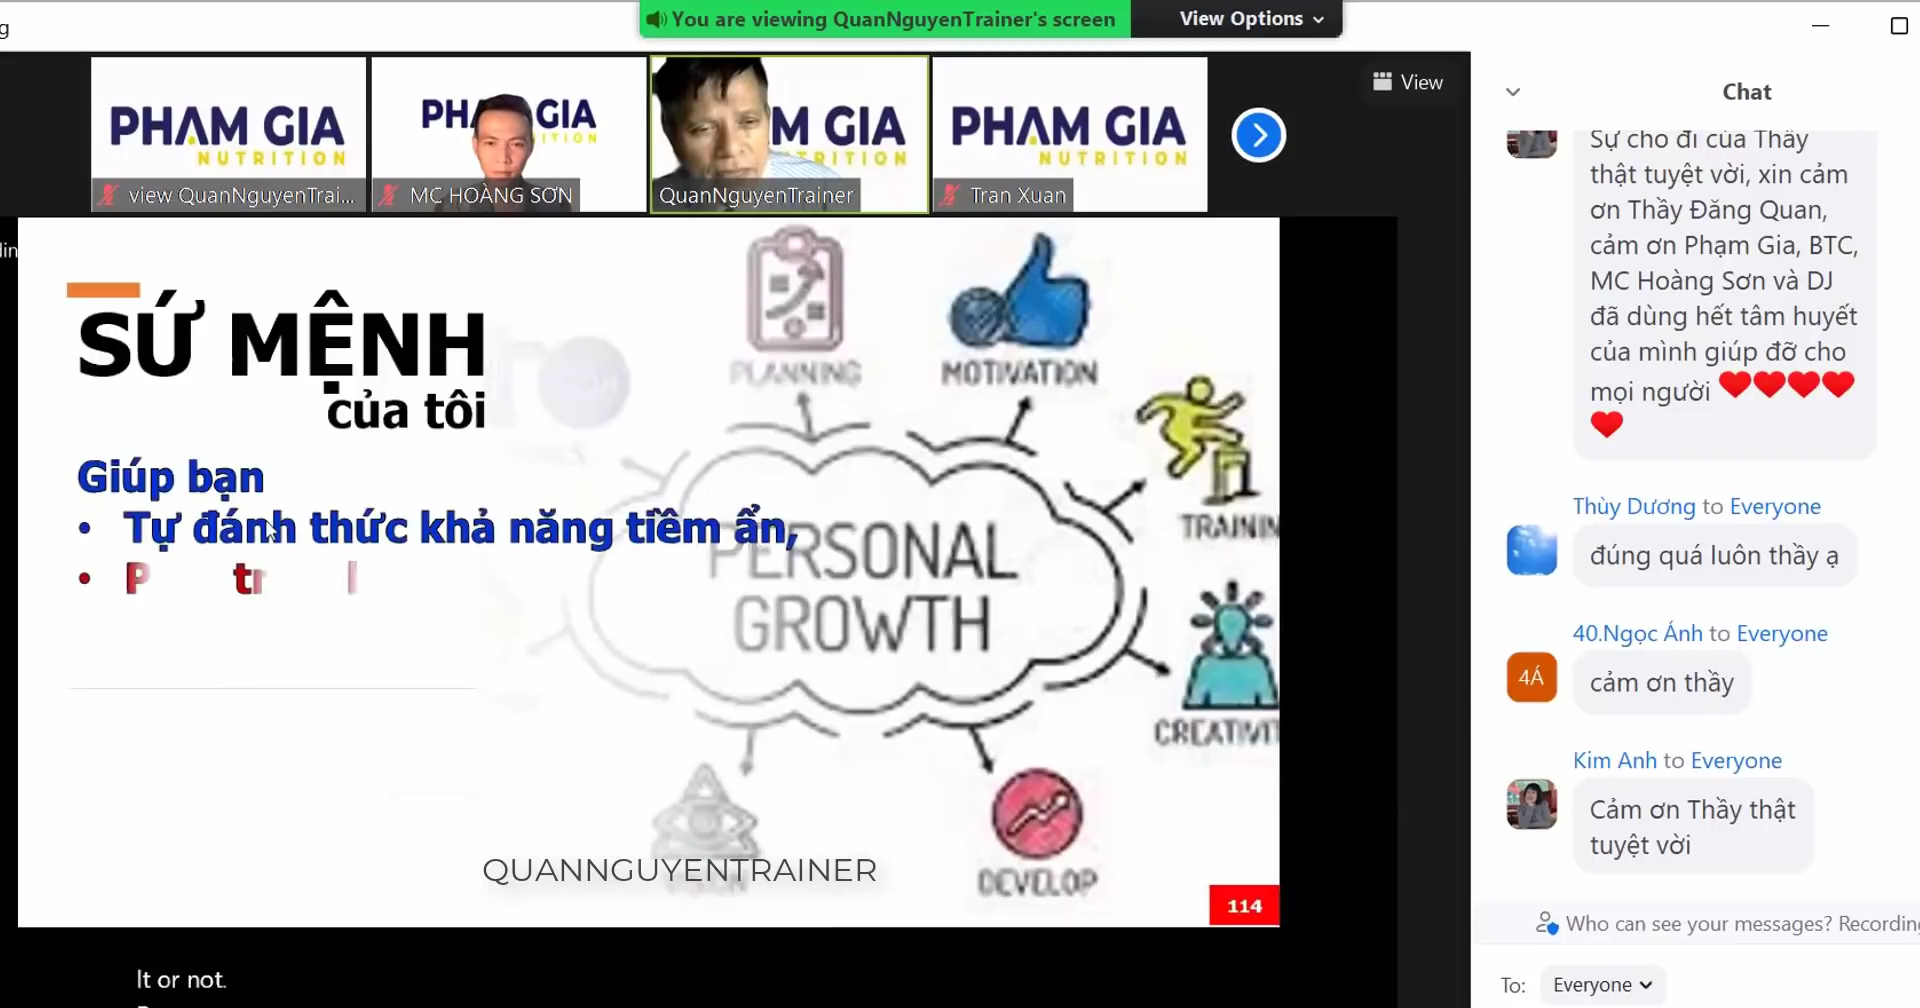 You are viewing QuanNguyenTrainer's screen
View Options
PHAM GIA
NUTRITION
view QuanNguyenTrai...
GIA
MC HOÀNG SƠN
M GIA
QuanNguyenTrainer
PHAM GIA
NUTRITION
Tran Xuan
View
SỨ MỆNH
của tôi
Giúp bạn
• Tự đánh thức khả năng tiềm ẩn,
PLANNING
MOTIVATION
TRAININ
PERSONAL
GROWTH
CREATIVIT
DEVELOP
QUANNGUYENTRAINER
114
It or not.
Chat
Sự cho đi của Thầy
thật tuyệt vời, xin cảm
ơn Thầy Đăng Quan,
cảm ơn Phạm Gia, BTC,
MC Hoàng Sơn và DJ
đã dùng hết tâm huyết
của mình giúp đỡ cho
mọi người
Thùy Dương to Everyone
đúng quá luôn thầy ạ
40.Ngọc Ánh to Everyone
4Á
cảm ơn thầy
Kim Anh to Everyone
Cảm ơn Thầy thật
tuyệt vời
Who can see your messages? Recording
To: Everyone